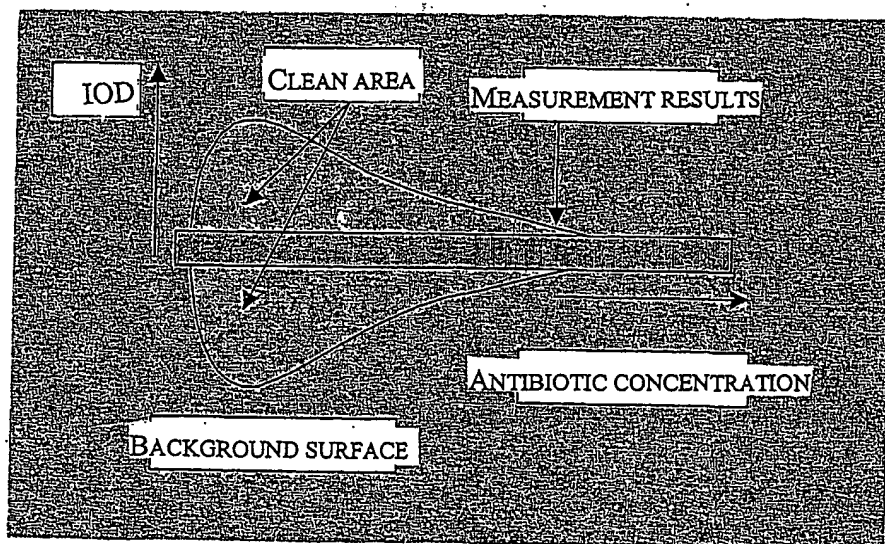 IOD
CLEAN AREA
MEASUREMENT RESULTS
ANTIBIOTIC CONCENTRATION
BACKGROUND SURFACE